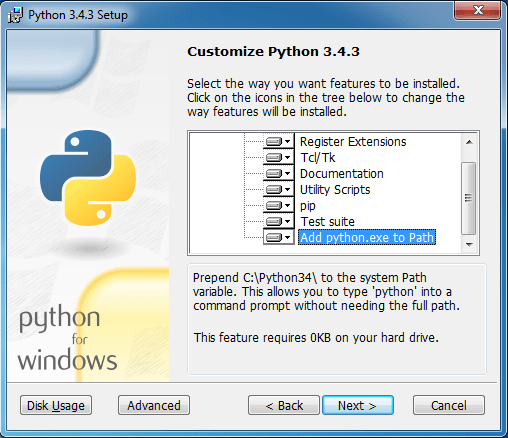 Python 3.4.3 Setup
Customize Python 3.4.3
Select the way you want features to be installed.
Click on the icons in the tree below to change the
way features will be installed.
Register Extensions
Tcl/Tk
Documentation
Utility Scripts
pip
Test suite
Add python.exe to Path
Prepend C:\Python34\ to the system Path
variable. This allows you to type 'python' into a
command prompt without needing the full path.
This feature requires 0KB on your hard drive.
python
for
windows
Disk Usage
Advanced
< Back
Next >
Cancel